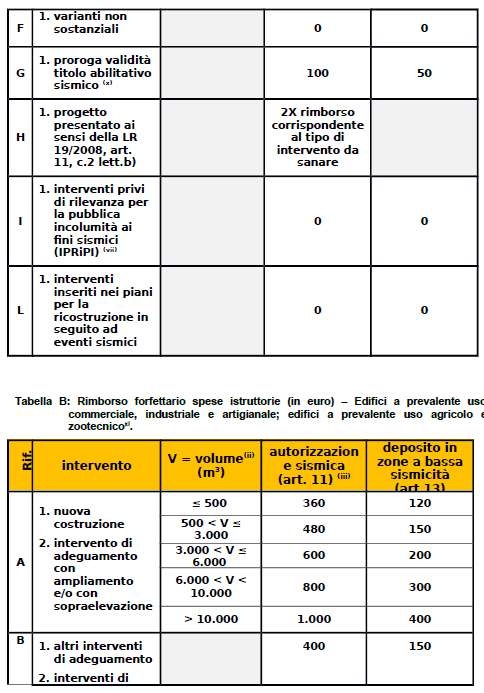 F
1. varianti non
sostanziali
0
0
G
1. proroga validità
titolo abilitativo
sismico (x)
100
50
H
1. progetto
presentato ai
sensi della LR
19/2008, art.
11, c.2 lett.b)
2X rimborso
corrispondente
al tipo di
intervento da
sanare
I
1. interventi privi
di rilevanza per
la pubblica
incolumità ai
fini sismici
(IPRiPI) (vii)
0
0
L
1. interventi
inseriti nei piani
per la
ricostruzione in
seguito ad
eventi sismici
0
0
Tabella B: Rimborso forfettario spese istruttorie (in euro) – Edifici a prevalente uso
commerciale, industriale e artigianale; edifici a prevalente uso agricolo e
zootecnicoxi.
Rif.
intervento
V = volume(ii)
(m³)
autorizzazion
e sismica
(art. 11) (iii)
deposito in
zone a bassa
sismicità
(art 13)
A
1. nuova
costruzione
2. intervento di
adeguamento
con
ampliamento
e/o con
sopraelevazione
≤ 500
360
120
500 < V ≤
3.000
480
150
3.000 < V ≤
6.000
600
200
6.000 < V <
10.000
800
300
> 10.000
1.000
400
B
1. altri interventi
di adeguamento
2. interventi di
400
150